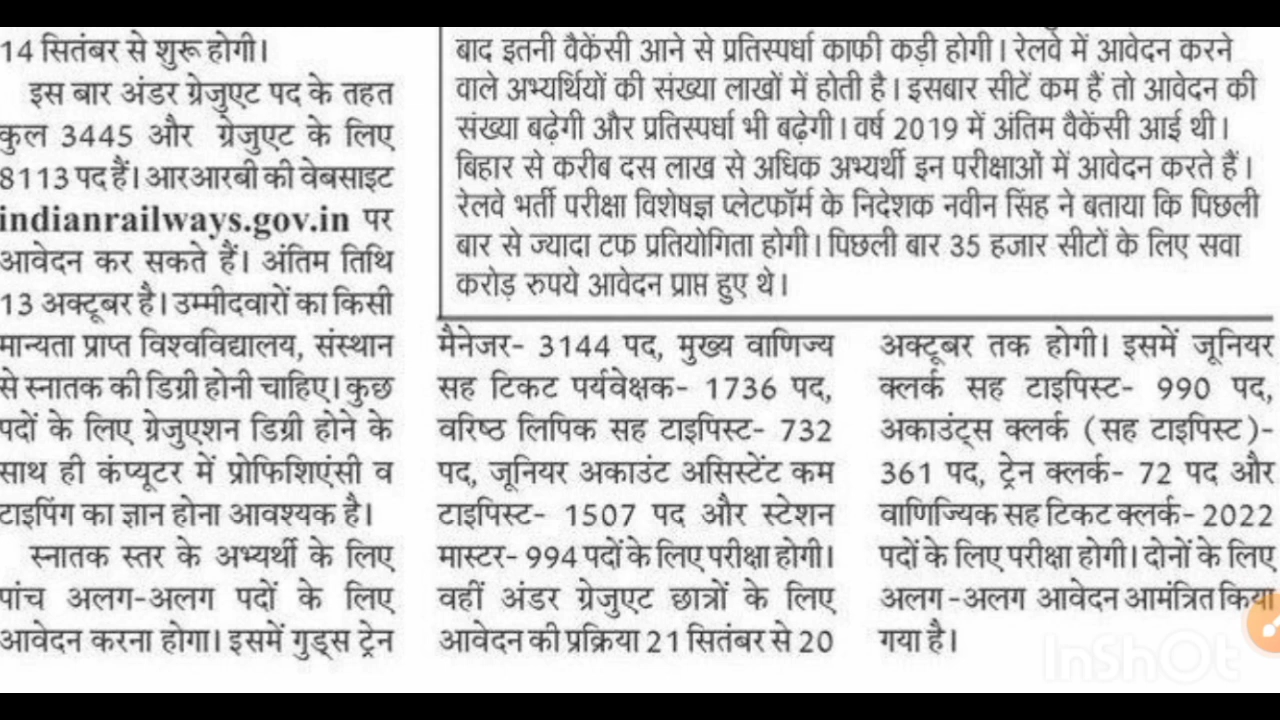 14 सितंबर से शुरू होगी।
इस बार अंडर ग्रेजुएट पद के तहत
कुल 3445 और ग्रेजुएट के लिए
8113 पद हैं। आरआरबी की वेबसाइट
indianrailways.gov.in पर
आवेदन कर सकते हैं। अंतिम तिथि
13 अक्टूबर है। उम्मीदवारों का किसी
मान्यता प्राप्त विश्वविद्यालय, संस्थान
से स्नातक की डिग्री होनी चाहिए। कुछ
पदों के लिए ग्रेजुएशन डिग्री होने के
साथ ही कंप्यूटर में प्रोफिशिएंसी व
टाइपिंग का ज्ञान होना आवश्यक है।
स्नातक स्तर के अभ्यर्थी के लिए
पांच अलग-अलग पदों के लिए
आवेदन करना होगा। इसमें गुड्स ट्रेन
बाद इतनी वैकेंसी आने से प्रतिस्पर्धा काफी कड़ी होगी। रेलवे में आवेदन करने
वाले अभ्यर्थियों की संख्या लाखों में होती है। इसबार सीटें कम हैं तो आवेदन की
संख्या बढ़ेगी और प्रतिस्पर्धा भी बढ़ेगी। वर्ष 2019 में अंतिम वैकेंसी आई थी।
बिहार से करीब दस लाख से अधिक अभ्यर्थी इन परीक्षाओं में आवेदन करते हैं।
रेलवे भर्ती परीक्षा विशेषज्ञ प्लेटफॉर्म के निदेशक नवीन सिंह ने बताया कि पिछली
बार से ज्यादा टफ प्रतियोगिता होगी। पिछली बार 35 हजार सीटों के लिए सवा
करोड़ रुपये आवेदन प्राप्त हुए थे।
मैनेजर- 3144 पद, मुख्य वाणिज्य
सह टिकट पर्यवेक्षक- 1736 पद,
वरिष्ठ लिपिक सह टाइपिस्ट- 732
पद, जूनियर अकाउंट असिस्टेंट कम
टाइपिस्ट- 1507 पद और स्टेशन
मास्टर- 994 पदों के लिए परीक्षा होगी।
वहीं अंडर ग्रेजुएट छात्रों के लिए
आवेदन की प्रक्रिया 21 सितंबर से 20
अक्टूबर तक होगी। इसमें जूनियर
क्लर्क सह टाइपिस्ट- 990 पद,
अकाउंट्स क्लर्क (सह टाइपिस्ट)-
361 पद, ट्रेन क्लर्क- 72 पद और
वाणिज्यिक सह टिकट क्लर्क- 2022
पदों के लिए परीक्षा होगी। दोनों के लिए
अलग-अलग आवेदन आमंत्रित किया
गया है।
InShOt